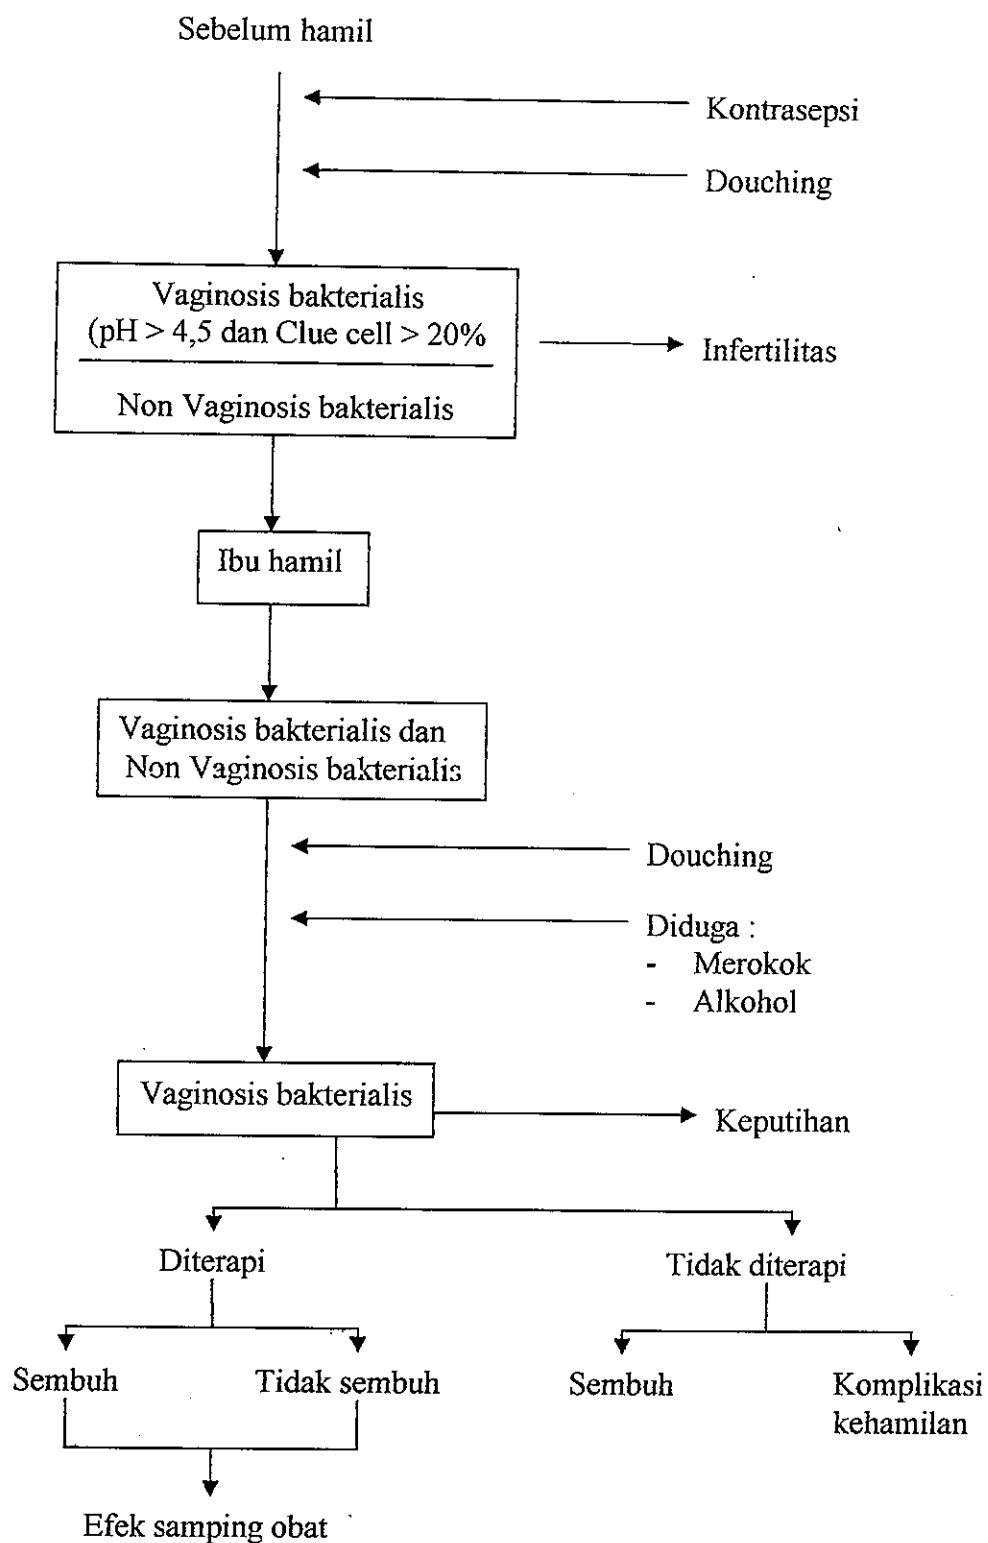 Sebelum hamil
Kontrasepsi
Douching
Vaginosis bakterialis
(pH > 4,5 dan Clue cell > 20%
Infertilitas
Non Vaginosis bakterialis
Ibu hamil
Vaginosis bakterialis dan
Non Vaginosis bakterialis
Douching
Diduga :
- Merokok
- Alkohol
Vaginosis bakterialis
Keputihan
Diterapi
Tidak diterapi
Sembuh
Tidak sembuh
Sembuh
Komplikasi
kehamilan
Efek samping obat